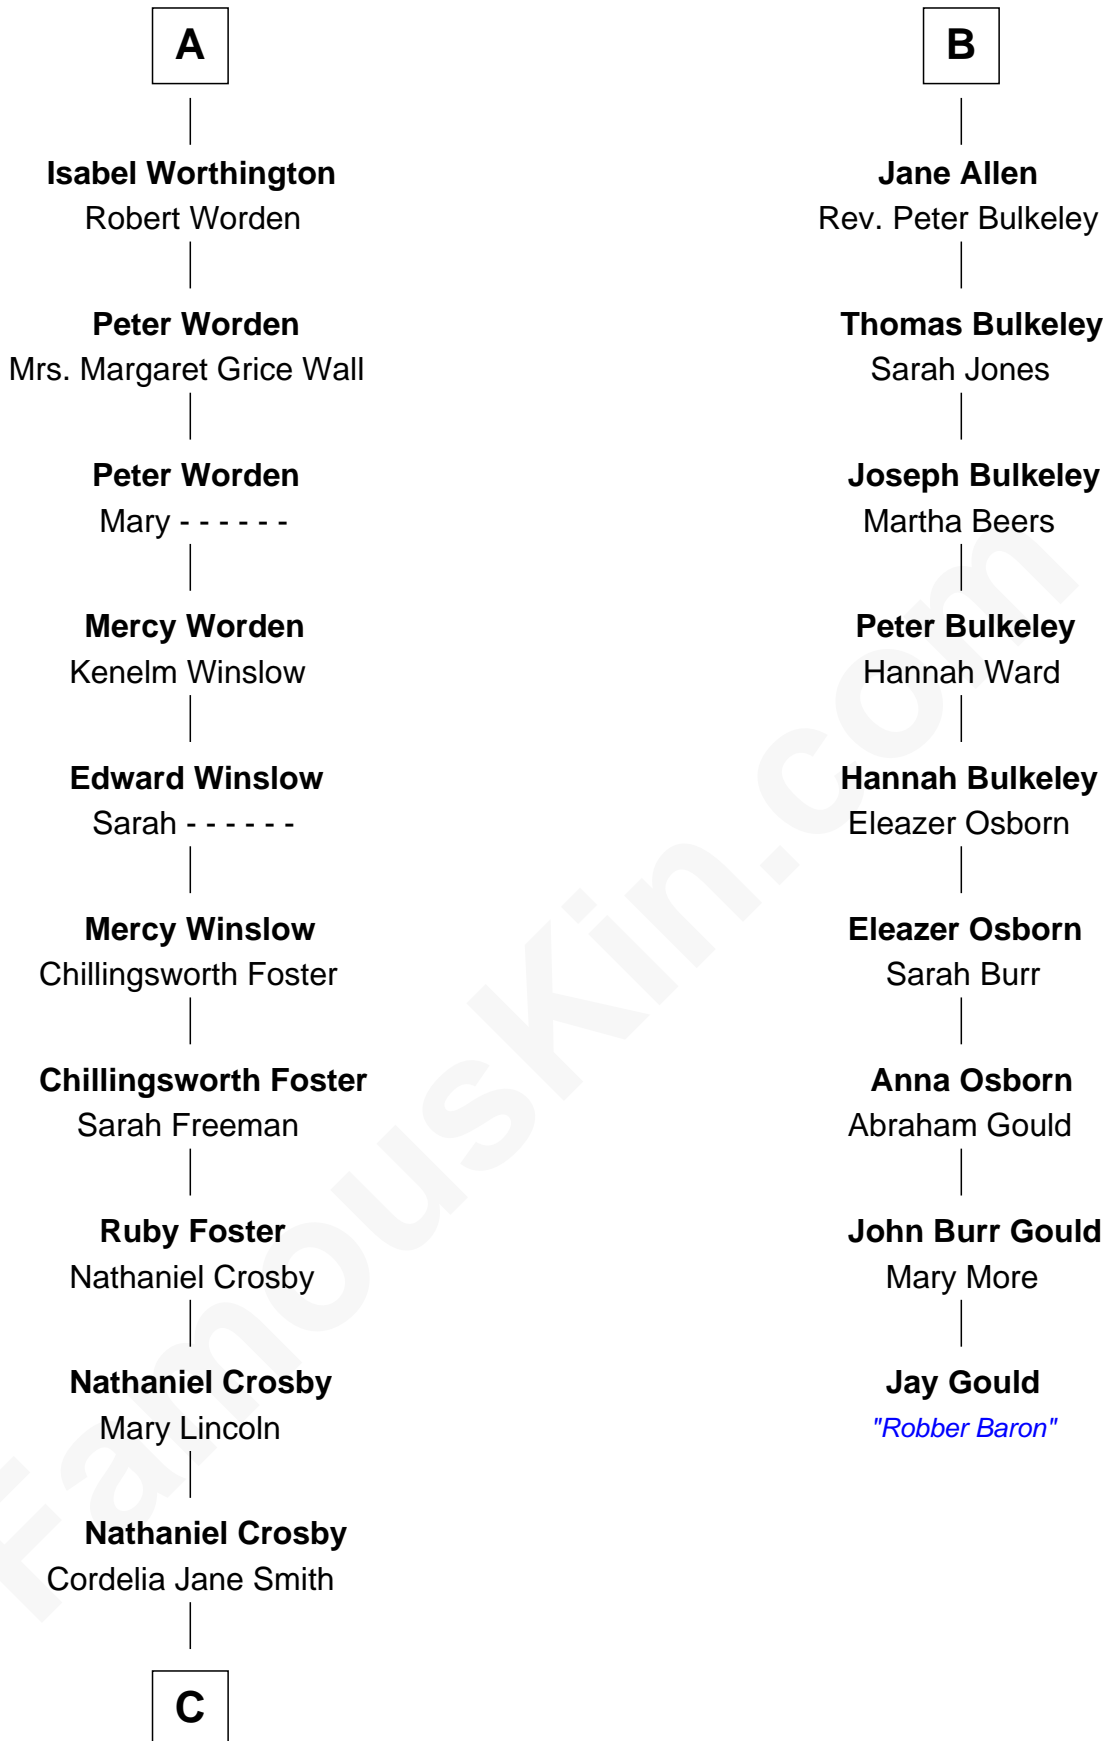 A
Isabel Worthington
Robert Worden
Peter Worden
Mrs. Margaret Grice Wall
Peter Worden
Mary - - - - - -
Mercy Worden
Kenelm Winslow
Edward Winslow
Sarah - - - - - -
Mercy Winslow
Chillingsworth Foster
Chillingsworth Foster
Sarah Freeman
Ruby Foster
Nathaniel Crosby
Nathaniel Crosby
Mary Lincoln
Nathaniel Crosby
Cordelia Jane Smith
C
B
Jane Allen
Rev. Peter Bulkeley
Thomas Bulkeley
Sarah Jones
Joseph Bulkeley
Martha Beers
Peter Bulkeley
Hannah Ward
Hannah Bulkeley
Eleazer Osborn
Eleazer Osborn
Sarah Burr
Anna Osborn
Abraham Gould
John Burr Gould
Mary More
Jay Gould
"Robber Baron"
FamousKin.com